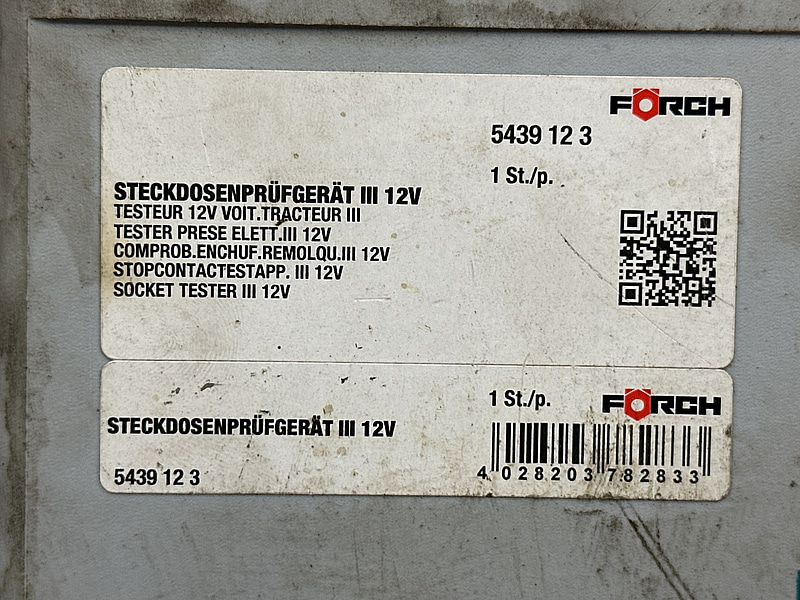 FÖRCH
5439 12 3
1 St./p.
STECKDOSENPRÜFGERÄT III 12V
TESTEUR 12V VOIT.TRACTEUR III
TESTER PRESE ELETT.III 12V
COMPROB.ENCHUF.REMOLQU.III 12V
STOPCONTACTESTAPP. III 12V
SOCKET TESTER III 12V
1 St./p.
FÖRCH
STECKDOSENPRÜFGERÄT III 12V
5439 12 3
4 028203 782833